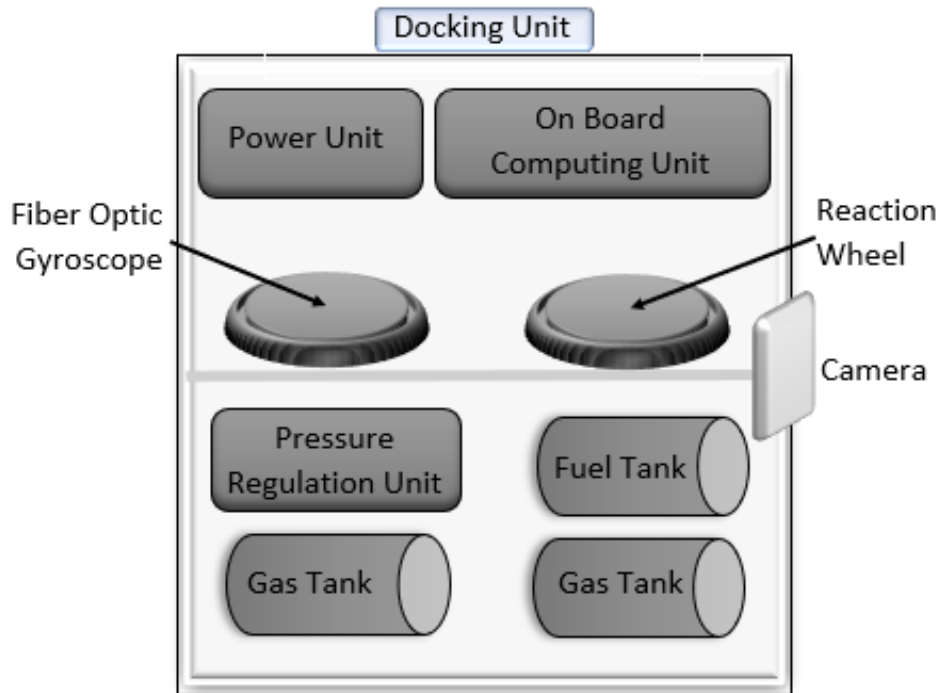 Docking Unit
Power Unit
On Board
Computing Unit
Fiber Optic
Gyroscope
Reaction
Wheel
Camera
Pressure
Regulation Unit
Fuel Tank
Gas Tank
Gas Tank